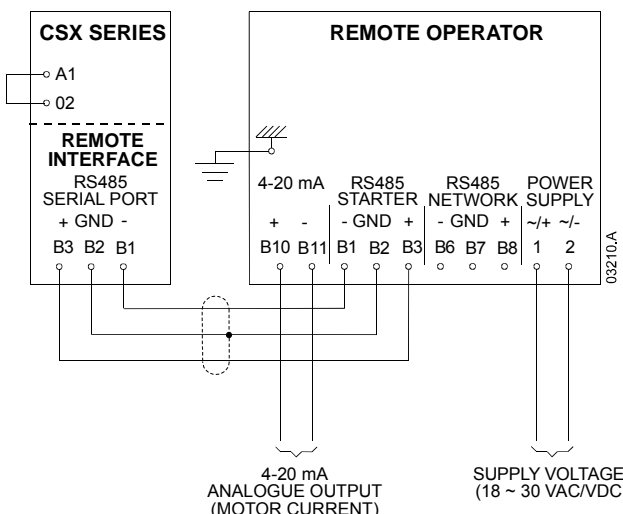 CSX SERIES
A1
02
REMOTE
INTERFACE
RS485
SERIAL PORT
+ GND -
B3 B2 B1
REMOTE OPERATOR
4-20 mA
+ -
B10 B11
RS485
STARTER
- GND +
B1 B2 B3
RS485
NETWORK
- GND +
B6 B7 B8
POWER
SUPPLY
~/+ ~/-
1 2
03210.A
4-20 mA
ANALOGUE OUTPUT
(MOTOR CURRENT)
SUPPLY VOLTAGE
(18 ~ 30 VAC/VDC